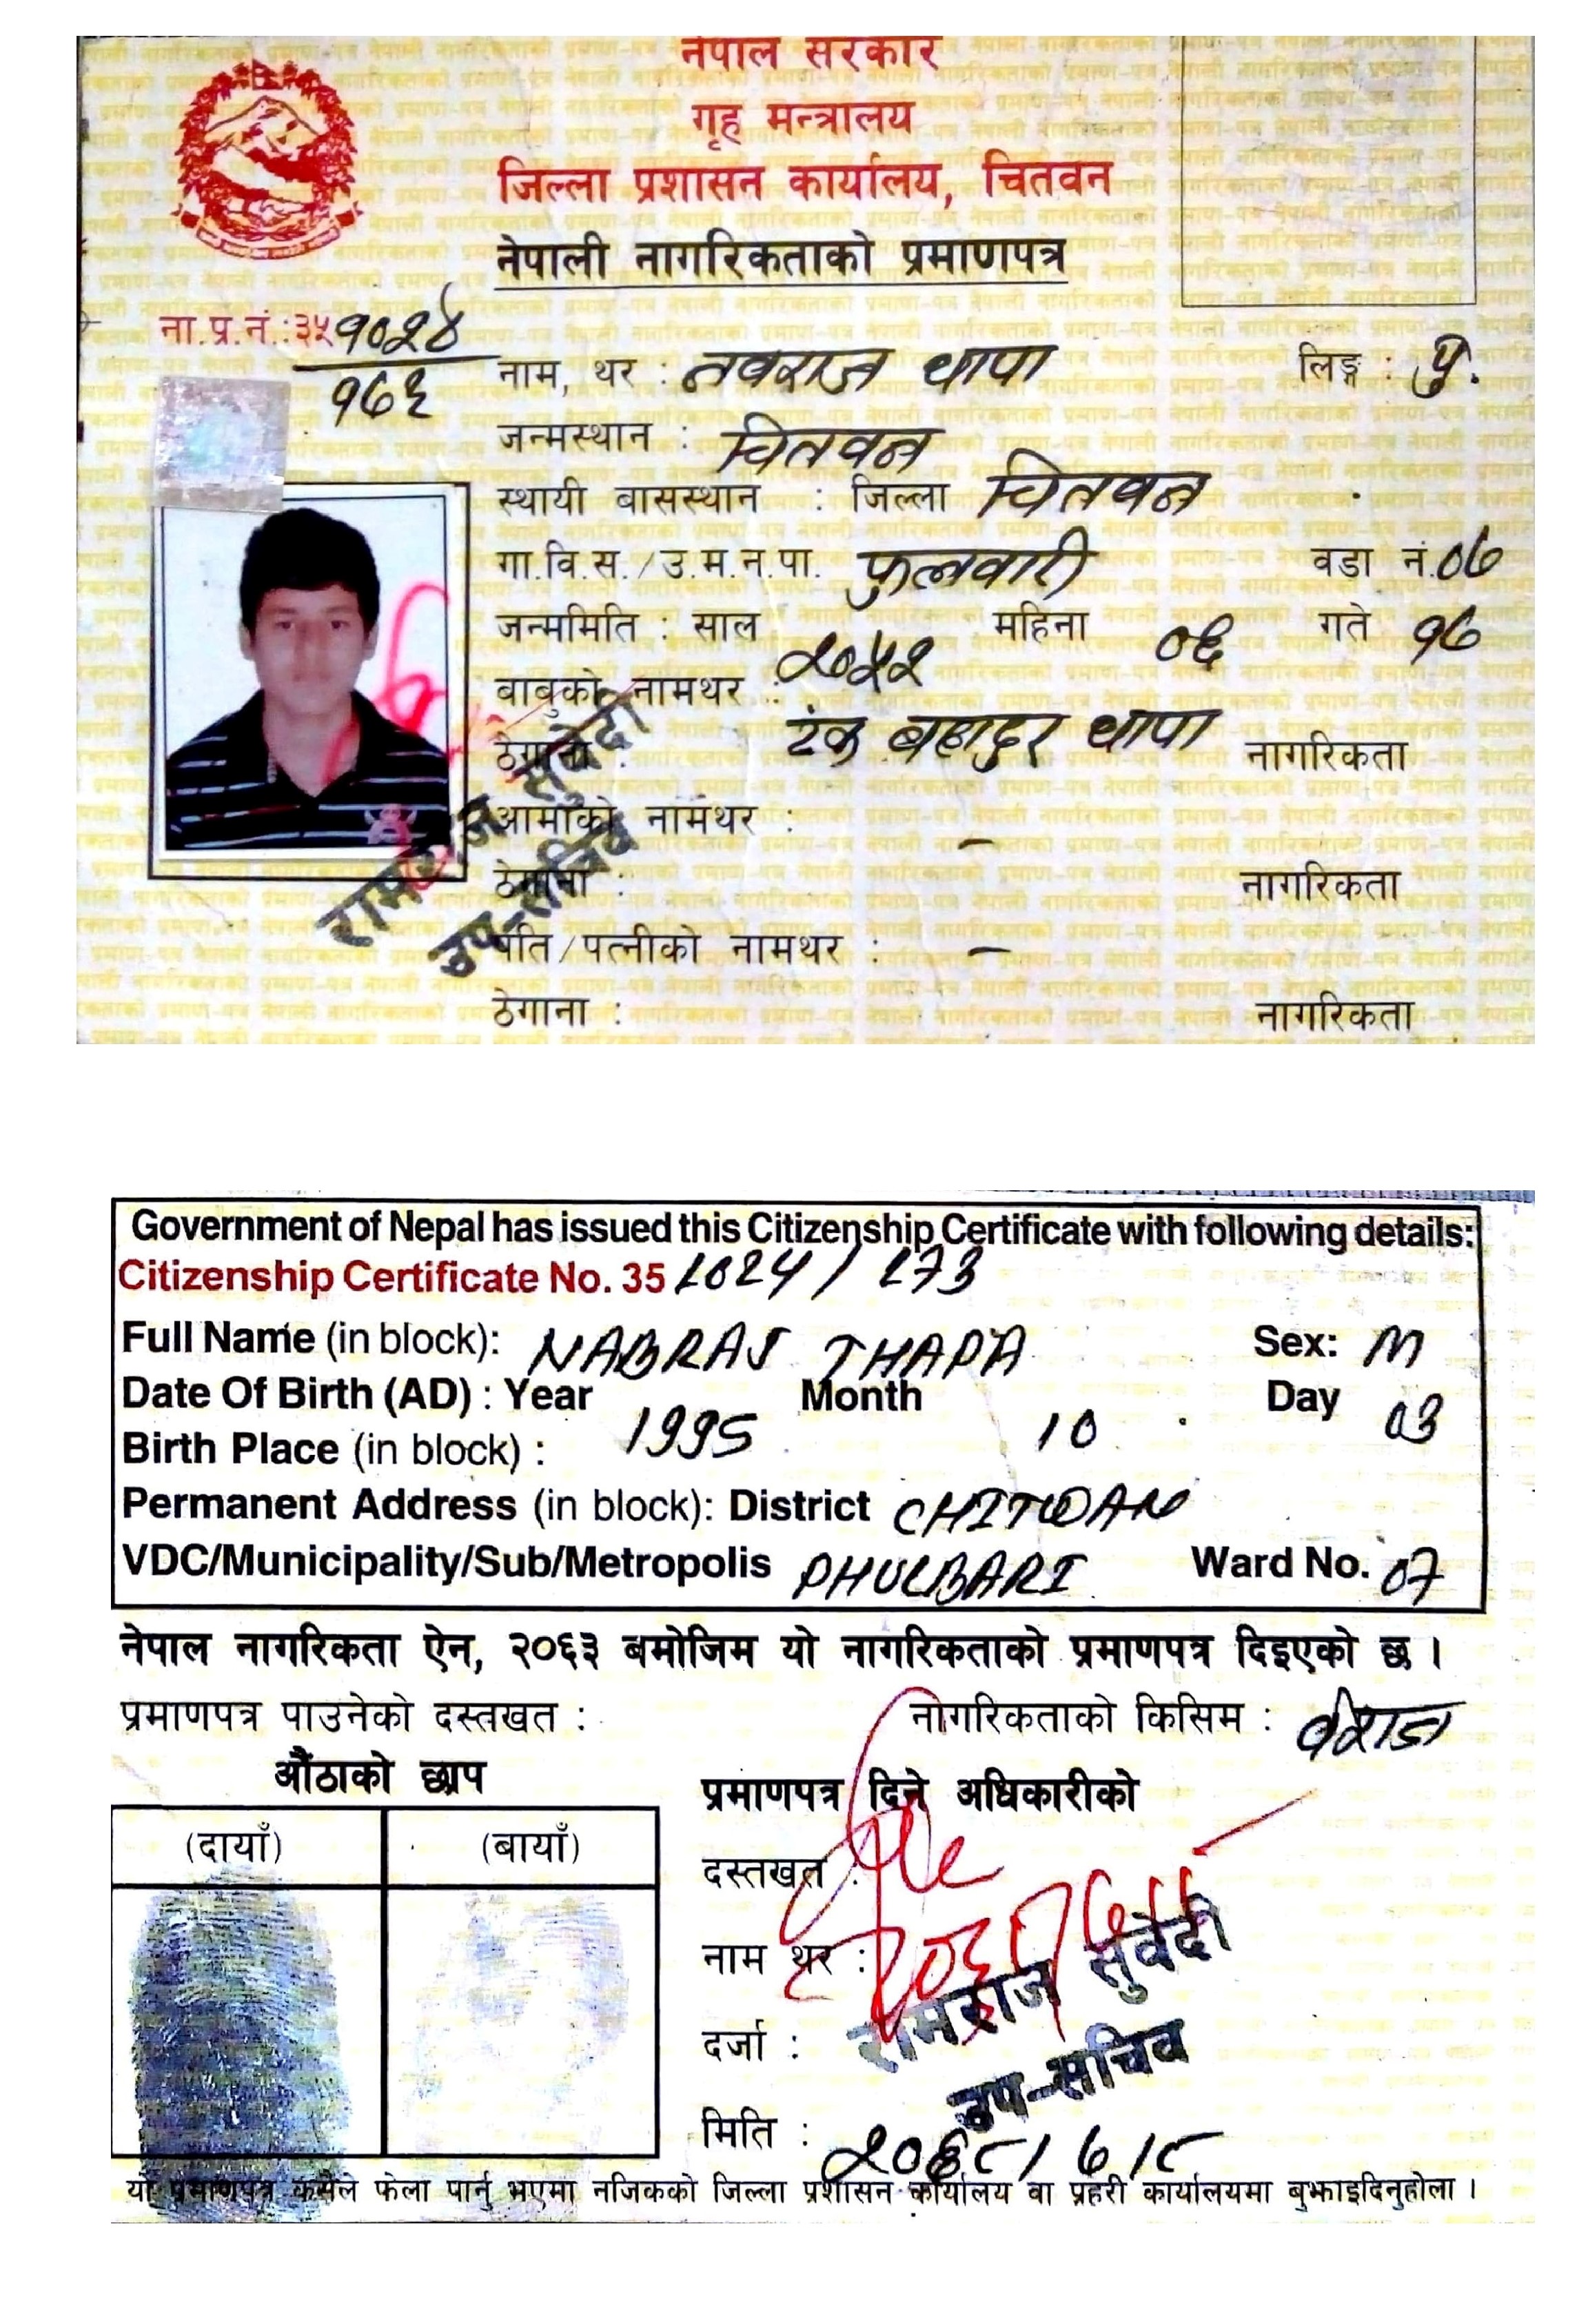 नेपाल सरकार
गृह मन्त्रालय
जिल्ला प्रशासन कार्यालय, चितवन
नेपाली नागरिकताको प्रमाणपत्र
ना.प्र.नं.:३५१०२४
१७३
नाम, थर : नवराज थापा लिङ्ग : पु.
जन्मस्थान : चितवन
स्थायी बासस्थान : जिल्ला चितवन
गा.वि.स./उ.म.न.पा. फुलवारी वडा नं.०७
जन्ममिति : साल २०५२ महिना ०६ गते १७
बाबुको नामथर : टंक बहादुर थापा
ठेगाना : नागरिकता
आमाको नामथर : -
ठेगाना : नागरिकता
पति/पत्नीको नामथर : -
ठेगाना : नागरिकता
रामराज सुवेदी
उप-सचिव
Government of Nepal has issued this Citizenship Certificate with following details:
Citizenship Certificate No. 35 1024 / 173
Full Name (in block): NABRAJ THAPA Sex: M
Date Of Birth (AD) : Year 1995 Month 10 Day 03
Birth Place (in block) :
Permanent Address (in block): District CHITWAN
VDC/Municipality/Sub/Metropolis PHULBARI Ward No. 07
नेपाल नागरिकता ऐन, २०६३ बमोजिम यो नागरिकताको प्रमाणपत्र दिइएको छ ।
प्रमाणपत्र पाउनेको दस्तखत : नागरिकताको किसिम : वंशज
औंठाको छाप
(दायाँ) (बायाँ)
प्रमाणपत्र दिने अधिकारीको
दस्तखत :
नाम थर : रामराज सुवेदी
दर्जा : उप-सचिव
मिति : २०६८/७/८
यो प्रमाणपत्र कसैले फेला पार्नु भएमा नजिकको जिल्ला प्रशासन कार्यालय वा प्रहरी कार्यालयमा बुझाइदिनुहोला ।